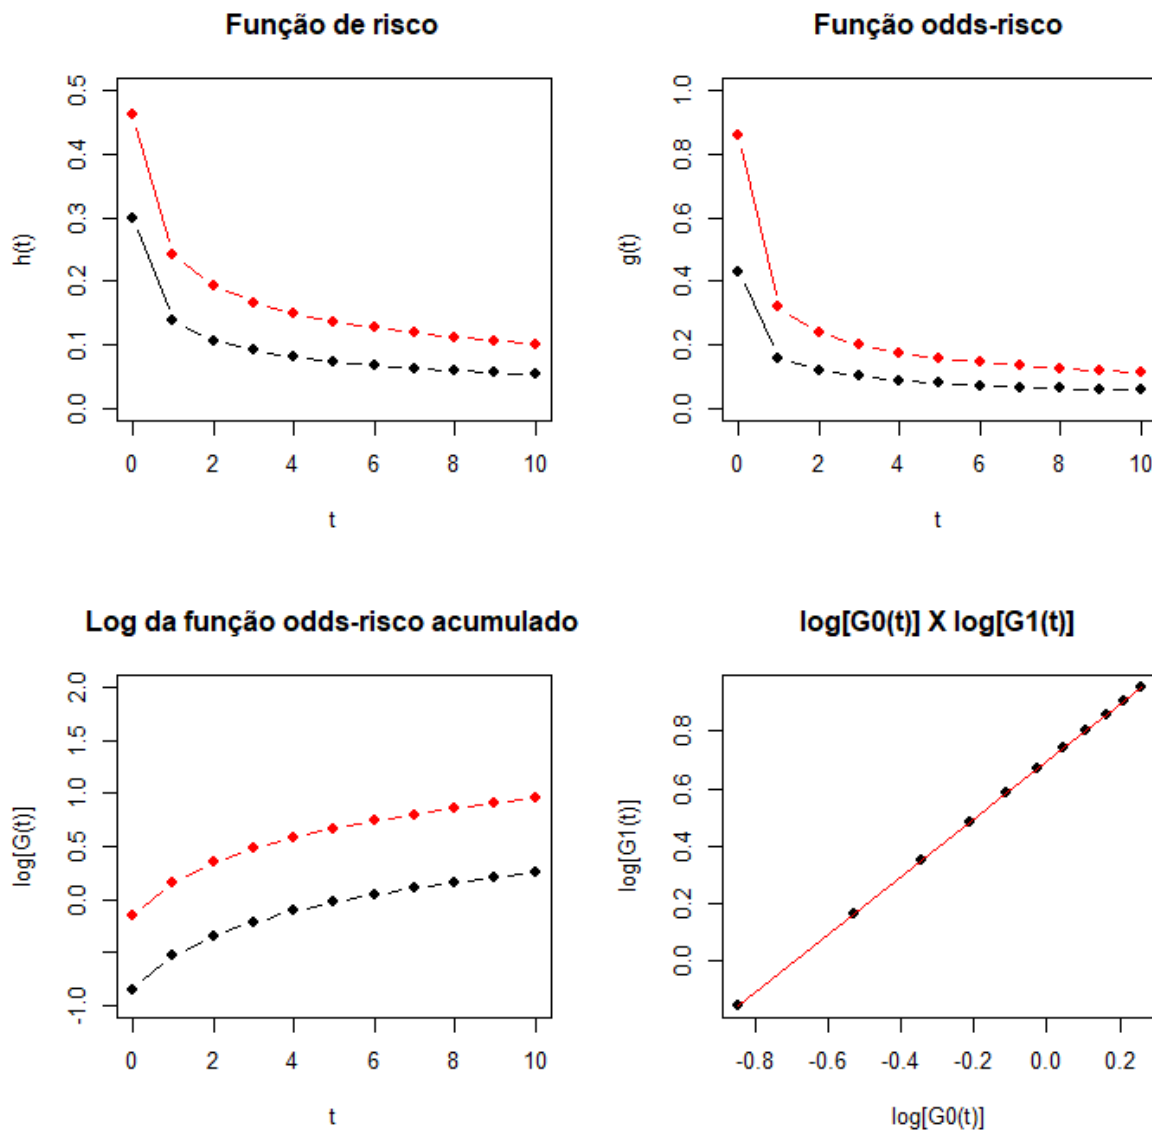 Função de risco
h(t)
0.0 0.1 0.2 0.3 0.4 0.5
0 2 4 6 8 10
t
Função odds-risco
g(t)
0.0 0.2 0.4 0.6 0.8 1.0
0 2 4 6 8 10
t
Log da função odds-risco acumulado
log[G(t)]
-1.0 0.0 0.5 1.0 1.5 2.0
0 2 4 6 8 10
t
log[G0(t)] X log[G1(t)]
log[G1(t)]
0.0 0.2 0.4 0.6 0.8
-0.8 -0.6 -0.4 -0.2 0.0 0.2
log[G0(t)]